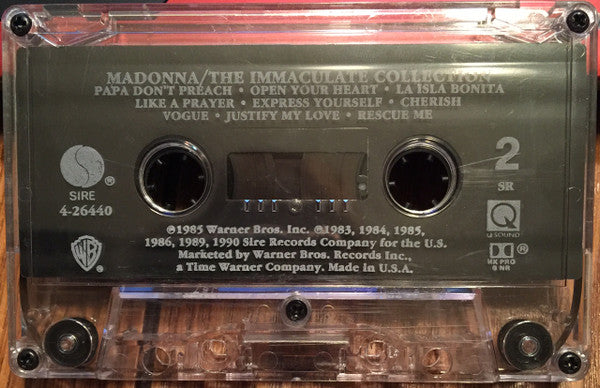 MADONNA/THE IMMACULATE COLLECTION
PAPA DON'T PREACH • OPEN YOUR HEART • LA ISLA BONITA
LIKE A PRAYER • EXPRESS YOURSELF • CHERISH
VOGUE • JUSTIFY MY LOVE • RESCUE ME
SIRE ®
4-26440
2
SR
Q
Q SOUND
HX PRO
B NR
WB
℗1985 Warner Bros. Inc. ℗1983, 1984, 1985,
1986, 1989, 1990 Sire Records Company for the U.S.
Marketed by Warner Bros. Records Inc.,
a Time Warner Company. Made in U.S.A.